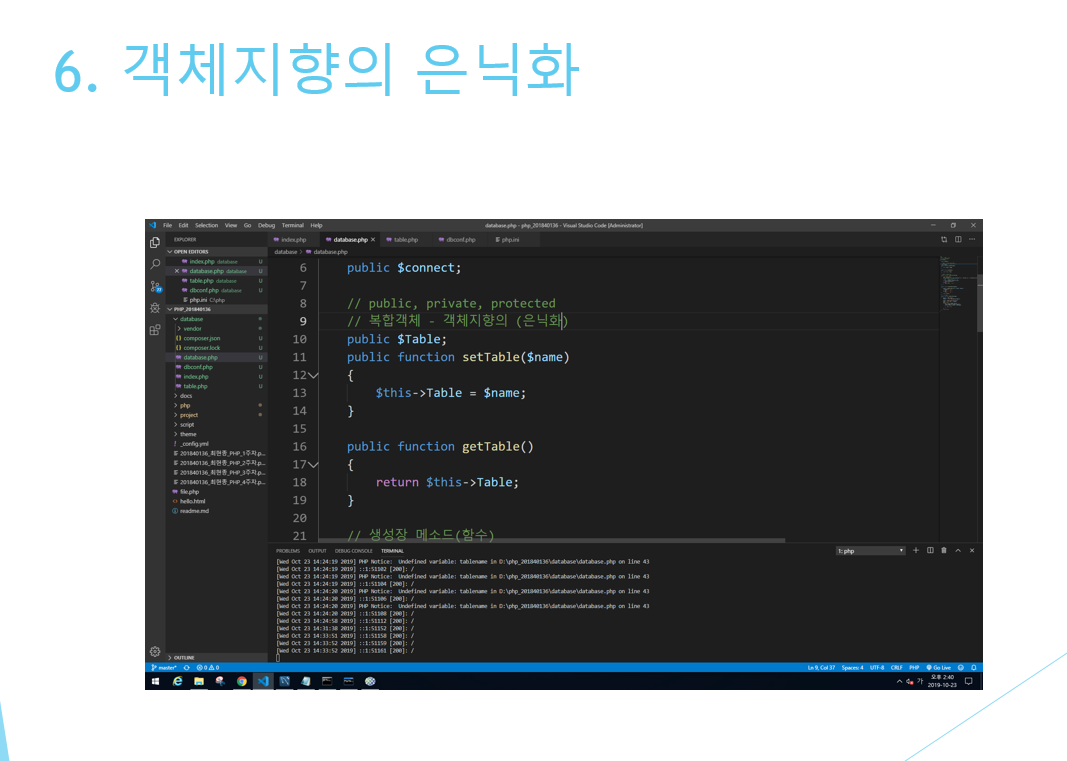 6. 객체지향의 은닉화
File Edit Selection View Go Debug Terminal Help
database.php - php_201840136 - Visual Studio Code [Administrator]
EXPLORER
index.php
database.php
table.php
dbconf.php
php.ini
OPEN EDITORS
database > database.php
index.php database U
database.php database U
table.php database U
dbconf.php database U
php.ini C:\php
PHP_201840136
database
vendor
composer.json U
composer.lock U
database.php U
dbconf.php U
index.php U
table.php U
docs
php
project
script
theme
_config.yml
201840136_최현종_PHP_1주차.p...
201840136_최현종_PHP_2주차.p...
201840136_최현종_PHP_3주차.p...
201840136_최현종_PHP_4주차.p...
file.php
hello.html
readme.md
OUTLINE
6 public $connect;
7
8 // public, private, protected
9 // 복합객체 - 객체지향의 (은닉화)
10 public $Table;
11 public function setTable($name)
12 {
13 $this->Table = $name;
14 }
15
16 public function getTable()
17 {
18 return $this->Table;
19 }
20
21 // 생성장 메소드(함수)
PROBLEMS OUTPUT DEBUG CONSOLE TERMINAL
1: php
[Wed Oct 23 14:24:19 2019] PHP Notice: Undefined variable: tablename in D:\php_201840136\database\database.php on line 43
[Wed Oct 23 14:24:19 2019] ::1:51102 [200]: /
[Wed Oct 23 14:24:19 2019] PHP Notice: Undefined variable: tablename in D:\php_201840136\database\database.php on line 43
[Wed Oct 23 14:24:19 2019] ::1:51104 [200]: /
[Wed Oct 23 14:24:20 2019] PHP Notice: Undefined variable: tablename in D:\php_201840136\database\database.php on line 43
[Wed Oct 23 14:24:20 2019] ::1:51106 [200]: /
[Wed Oct 23 14:24:20 2019] PHP Notice: Undefined variable: tablename in D:\php_201840136\database\database.php on line 43
[Wed Oct 23 14:24:20 2019] ::1:51108 [200]: /
[Wed Oct 23 14:24:58 2019] ::1:51112 [200]: /
[Wed Oct 23 14:31:38 2019] ::1:51152 [200]: /
[Wed Oct 23 14:33:51 2019] ::1:51158 [200]: /
[Wed Oct 23 14:33:52 2019] ::1:51159 [200]: /
[Wed Oct 23 14:33:52 2019] ::1:51161 [200]: /
master* 0 0
Ln 9, Col 37 Spaces: 4 UTF-8 CRLF PHP Go Live
가
오후 2:40
2019-10-23